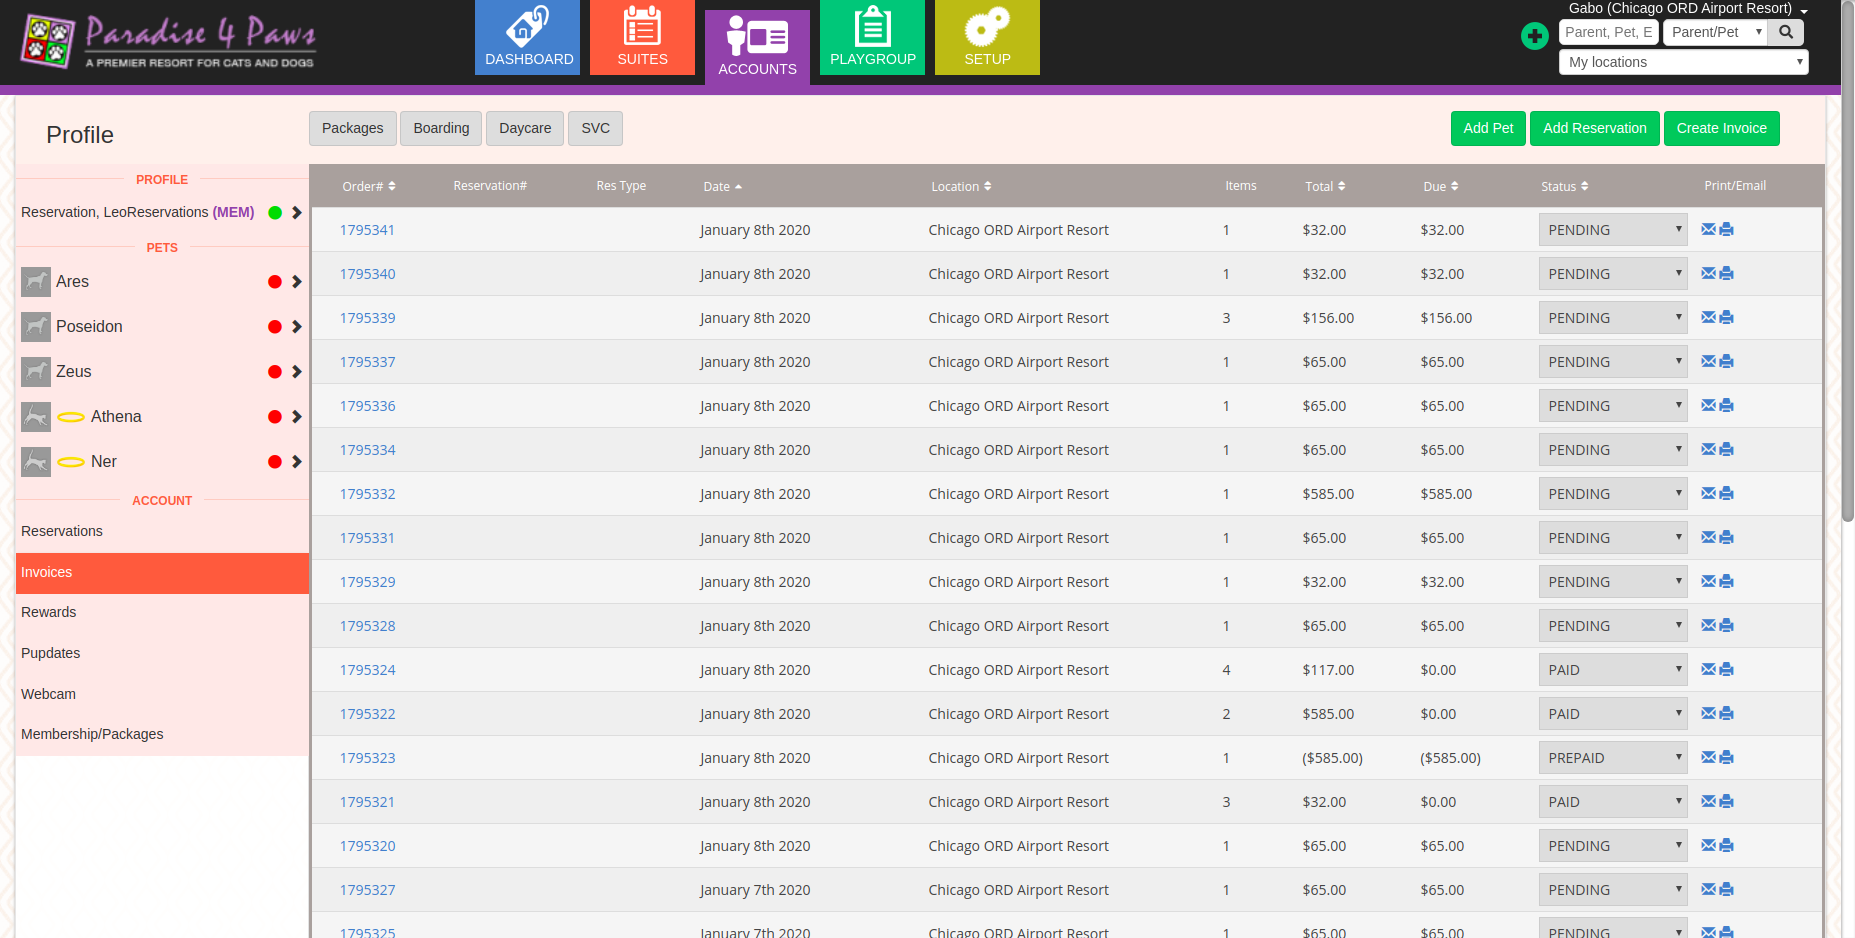 Paradise 4 Paws
A PREMIER RESORT FOR CATS AND DOGS
DASHBOARD
SUITES
ACCOUNTS
PLAYGROUP
SETUP
Gabo (Chicago ORD Airport Resort)
Parent, Pet, E
Parent/Pet
My locations
Profile
Packages Boarding Daycare SVC
Add Pet Add Reservation Create Invoice
PROFILE
Reservation, LeoReservations (MEM)
PETS
Ares
Poseidon
Zeus
Athena
Ner
ACCOUNT
Reservations
Invoices
Rewards
Pupdates
Webcam
Membership/Packages
Order# Reservation# Res Type Date Location Items Total Due Status Print/Email
1795341 January 8th 2020 Chicago ORD Airport Resort 1 $32.00 $32.00 PENDING
1795340 January 8th 2020 Chicago ORD Airport Resort 1 $32.00 $32.00 PENDING
1795339 January 8th 2020 Chicago ORD Airport Resort 3 $156.00 $156.00 PENDING
1795337 January 8th 2020 Chicago ORD Airport Resort 1 $65.00 $65.00 PENDING
1795336 January 8th 2020 Chicago ORD Airport Resort 1 $65.00 $65.00 PENDING
1795334 January 8th 2020 Chicago ORD Airport Resort 1 $65.00 $65.00 PENDING
1795332 January 8th 2020 Chicago ORD Airport Resort 1 $585.00 $585.00 PENDING
1795331 January 8th 2020 Chicago ORD Airport Resort 1 $65.00 $65.00 PENDING
1795329 January 8th 2020 Chicago ORD Airport Resort 1 $32.00 $32.00 PENDING
1795328 January 8th 2020 Chicago ORD Airport Resort 1 $65.00 $65.00 PENDING
1795324 January 8th 2020 Chicago ORD Airport Resort 4 $117.00 $0.00 PAID
1795322 January 8th 2020 Chicago ORD Airport Resort 2 $585.00 $0.00 PAID
1795323 January 8th 2020 Chicago ORD Airport Resort 1 ($585.00) ($585.00) PREPAID
1795321 January 8th 2020 Chicago ORD Airport Resort 3 $32.00 $0.00 PAID
1795320 January 8th 2020 Chicago ORD Airport Resort 1 $65.00 $65.00 PENDING
1795327 January 7th 2020 Chicago ORD Airport Resort 1 $65.00 $65.00 PENDING
1795325 January 7th 2020 Chicago ORD Airport Resort 1 $65.00 $65.00 PENDING